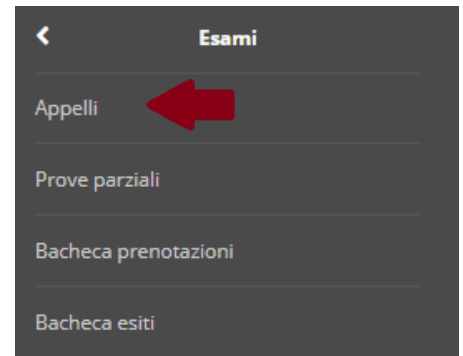 Esami
Appelli
Prove parziali
Bacheca prenotazioni
Bacheca esiti